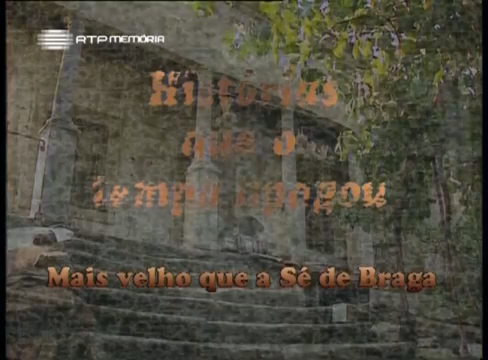 RTP MEMÓRIA
Histórias
que o
tempo apagou
Mais velho que a Sé de Braga